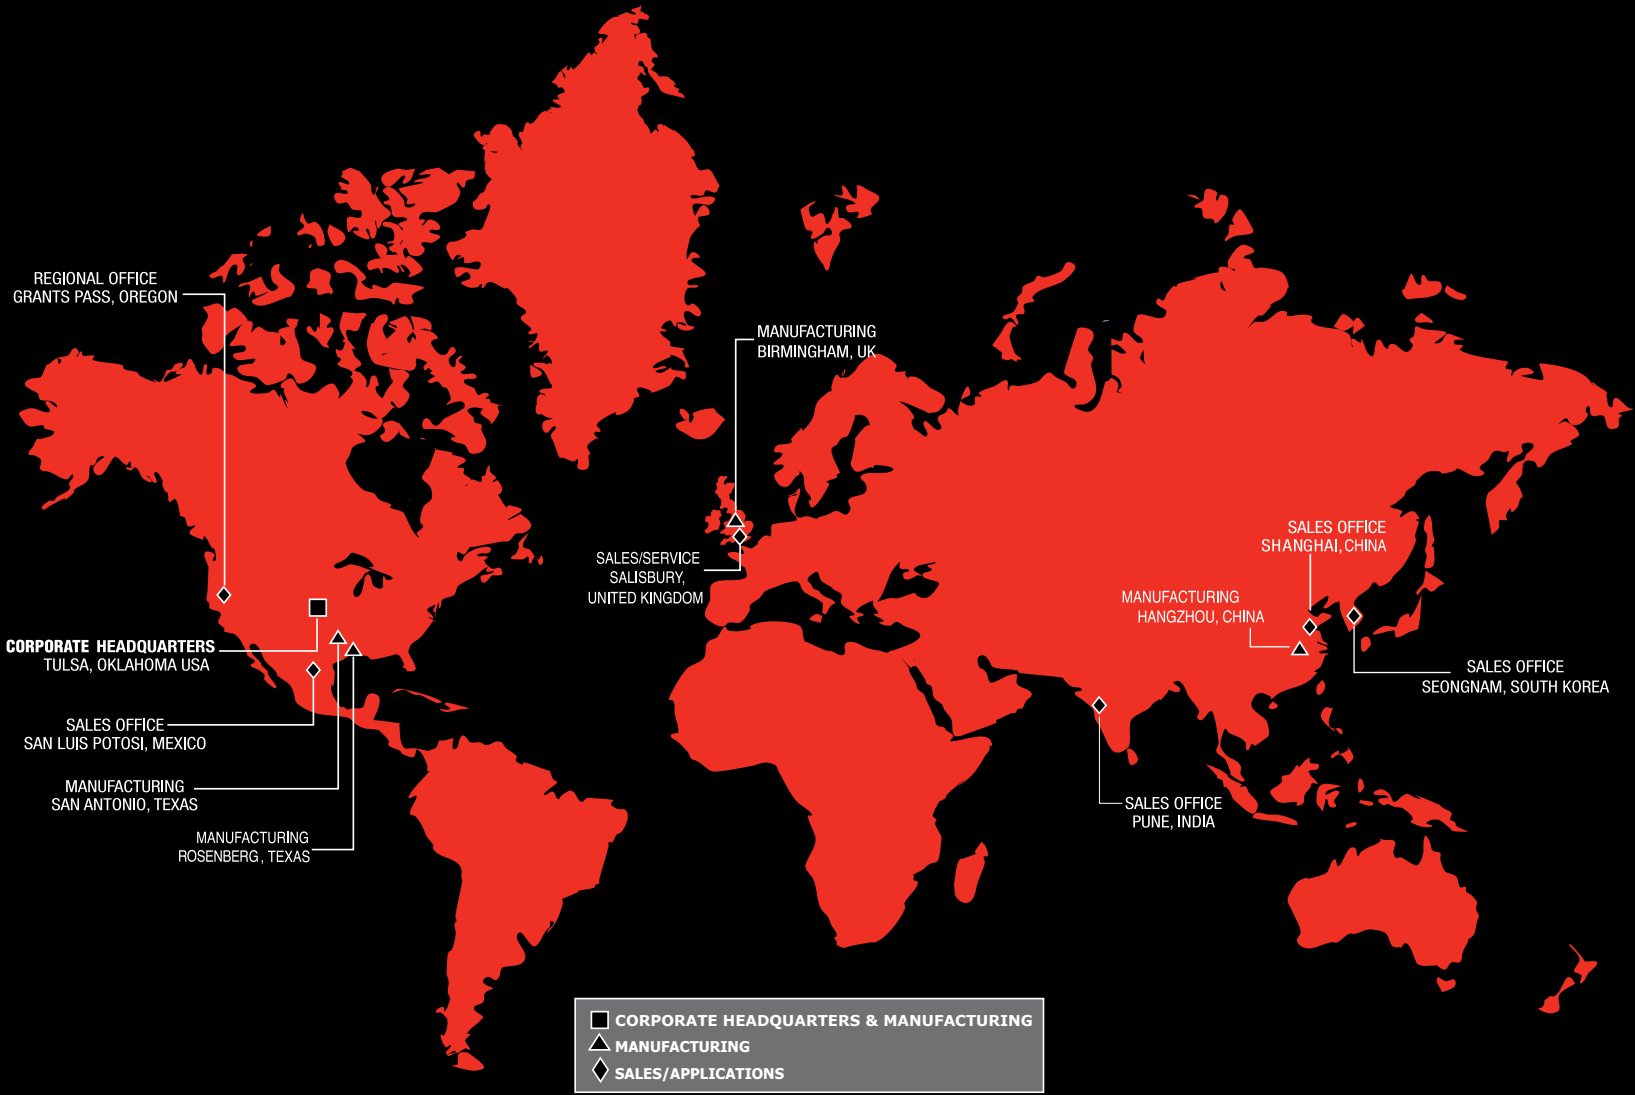 REGIONAL OFFICE
GRANTS PASS, OREGON
MANUFACTURING
BIRMINGHAM, UK
SALES OFFICE
SHANGHAI, CHINA
SALES/SERVICE
SALISBURY,
UNITED KINGDOM
MANUFACTURING
HANGZHOU, CHINA
CORPORATE HEADQUARTERS
TULSA, OKLAHOMA USA
SALES OFFICE
SEONGNAM, SOUTH KOREA
SALES OFFICE
SAN LUIS POTOSI, MEXICO
MANUFACTURING
SAN ANTONIO, TEXAS
SALES OFFICE
PUNE, INDIA
MANUFACTURING
ROSENBERG, TEXAS
CORPORATE HEADQUARTERS & MANUFACTURING
MANUFACTURING
SALES/APPLICATIONS